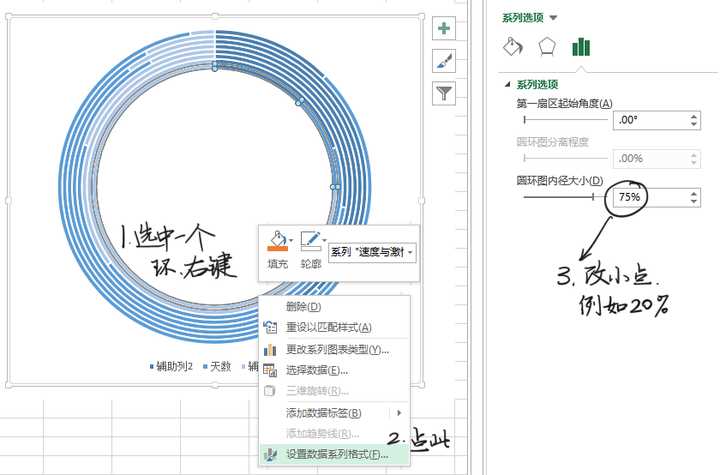 系列选项
系列选项
第一扇区起始角度(A)
.00°
圆环图分离程度
.00%
圆环图内径大小(D)
75%
1.选中一个
环.右键
填充
轮廓
系列 "速度与激情
删除(D)
重设以匹配样式(A)
更改系列图表类型(Y)...
选择数据(E)...
三维旋转(R)...
添加数据标签(B)
添加趋势线(R)...
设置数据系列格式(F)...
辅助列2
天数
辅
2.点此
3.改小点.
例如20%